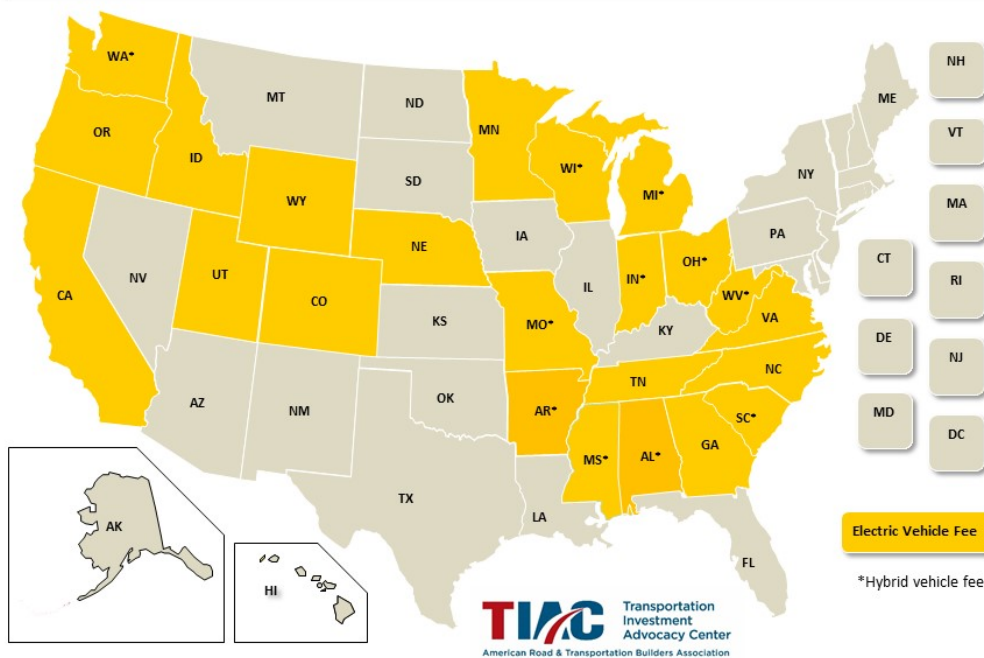 WA*
MT
ND
MN
OR
ID
SD
WI*
MI*
WY
NE
IA
NY
ME
NH
VT
MA
PA
CT
RI
CA
NV
UT
CO
KS
MO*
IL
IN*
OH*
WV*
VA
KY
DE
NJ
MD
DC
AZ
NM
OK
AR*
TN
NC
SC*
MS*
AL*
GA
TX
LA
FL
AK
HI
Electric Vehicle Fee
*Hybrid vehicle fee
TIAC
Transportation
Investment
Advocacy Center
American Road & Transportation Builders Association